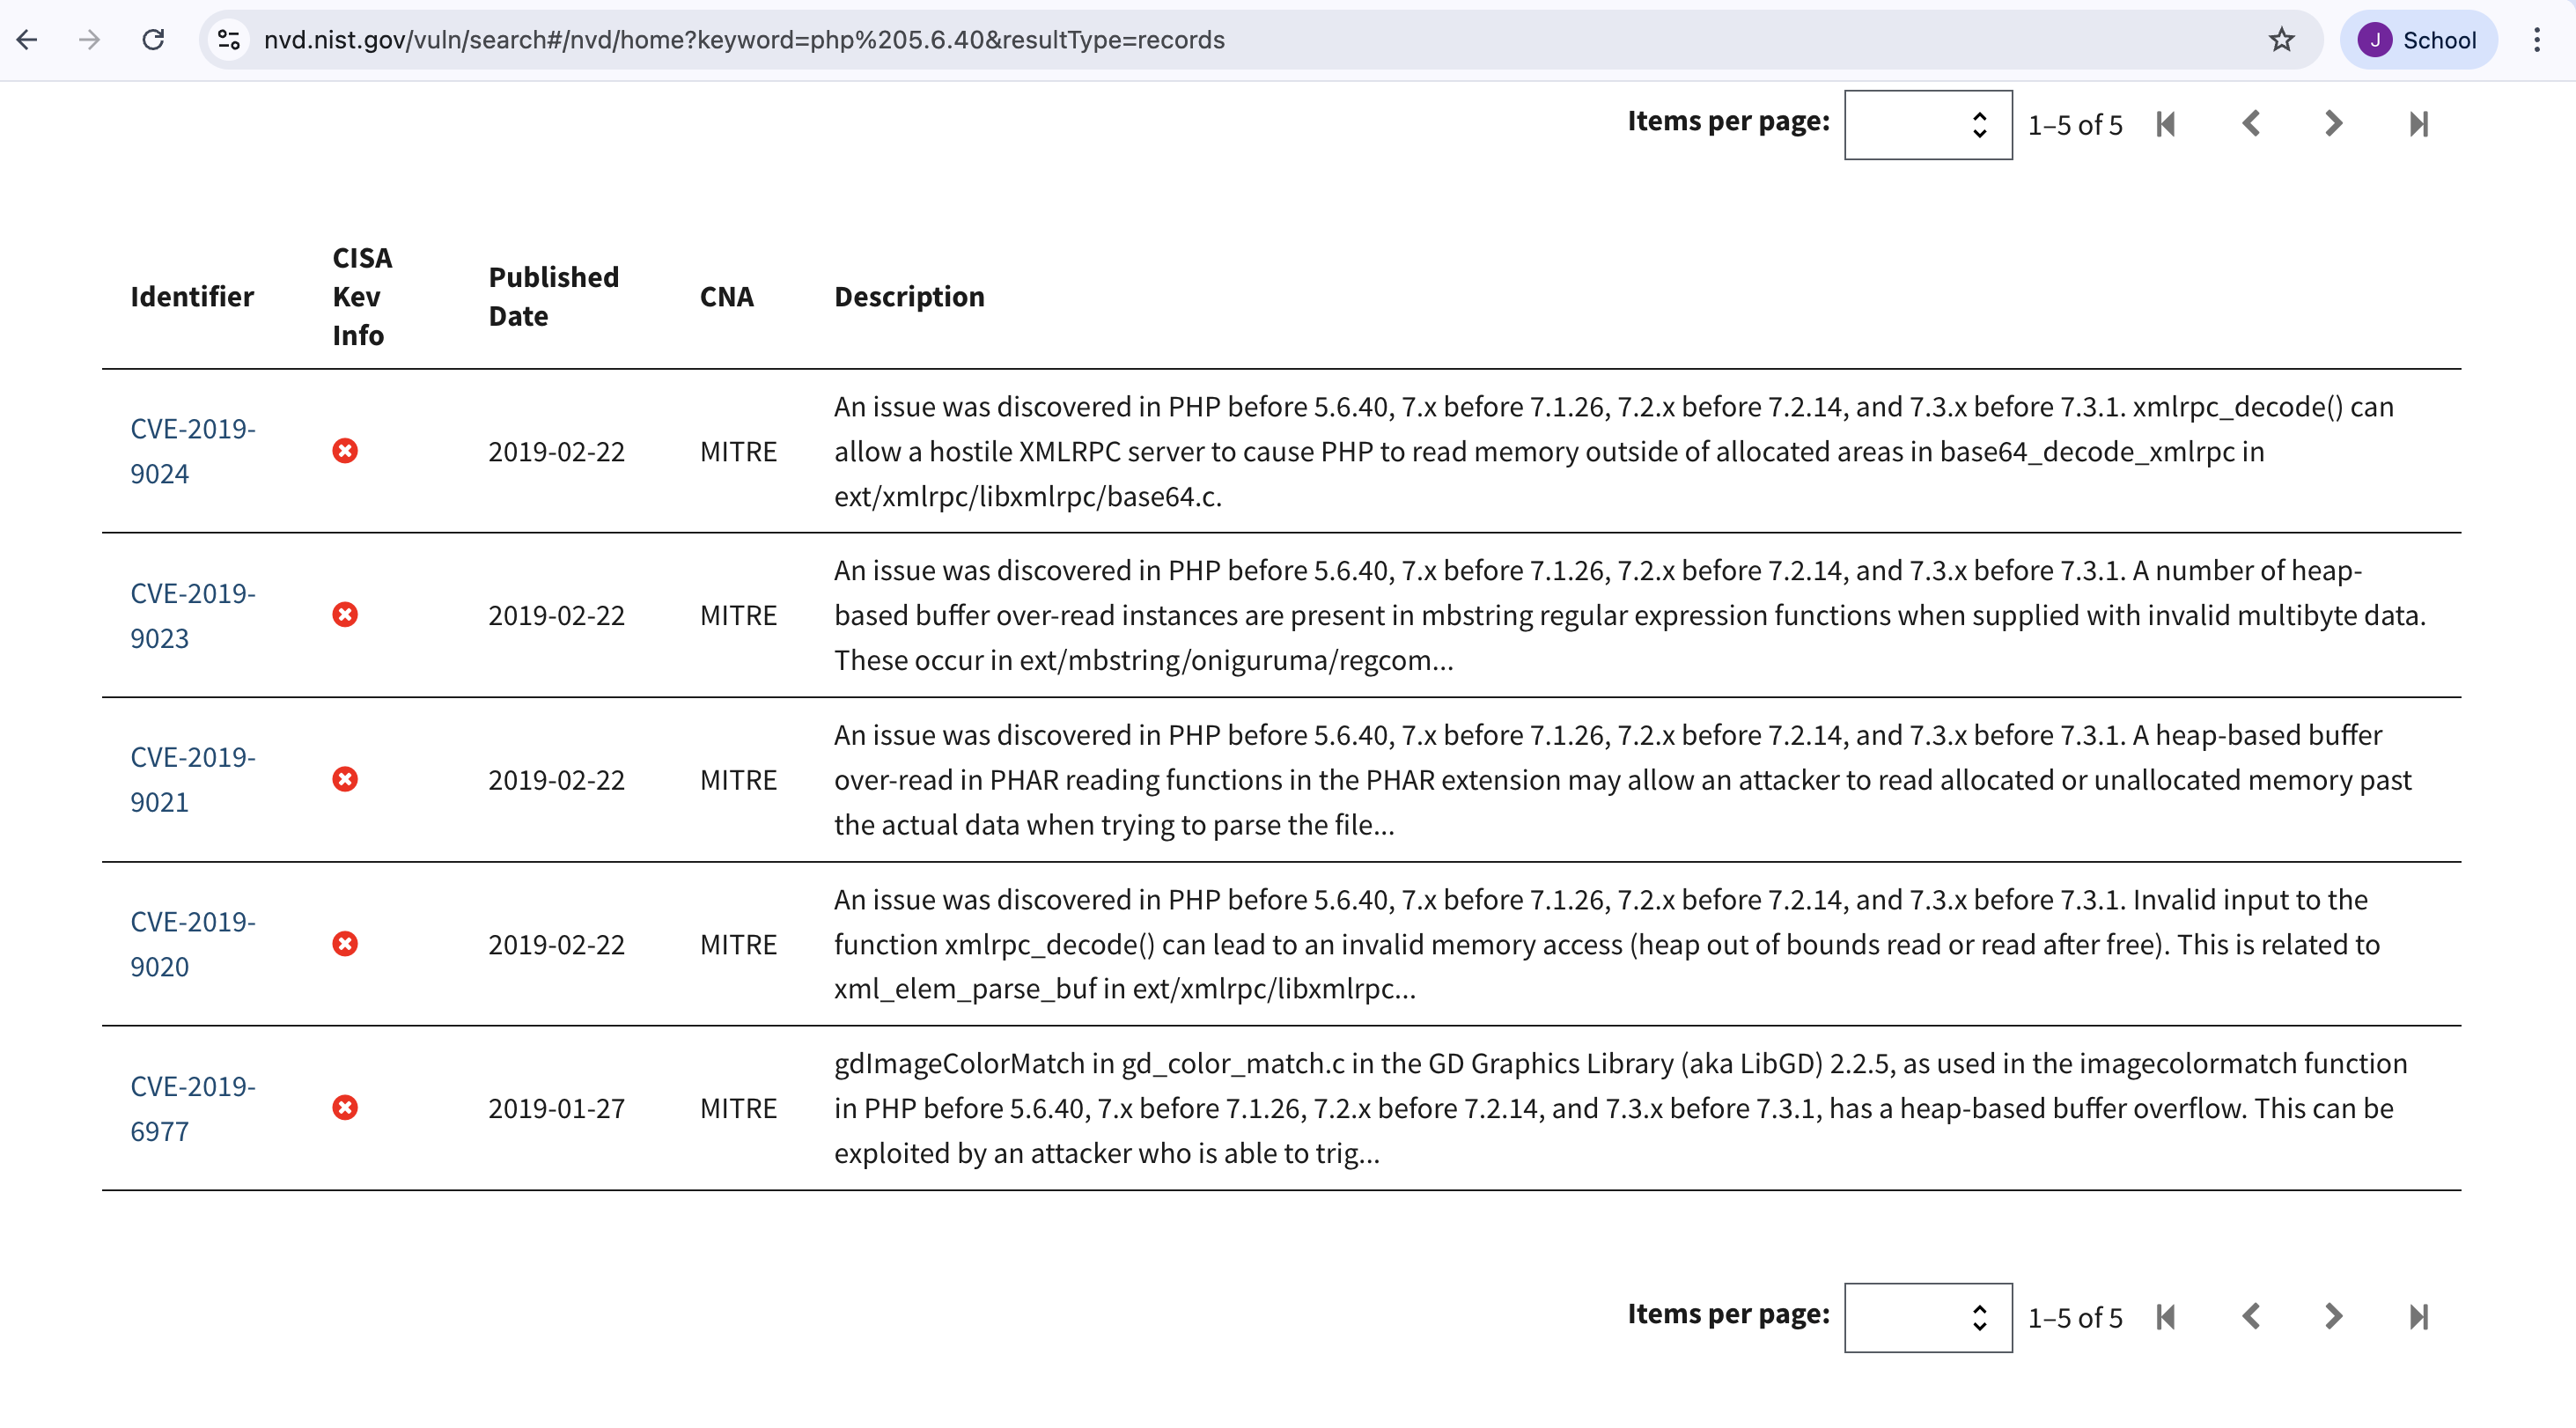 nvd.nist.gov/vuln/search#/nvd/home?keyword=php%205.6.40&resultType=records
J School
Items per page: 1–5 of 5
Identifier
CISA
Kev
Info
Published
Date
CNA
Description
CVE-2019-
9024
2019-02-22
MITRE
An issue was discovered in PHP before 5.6.40, 7.x before 7.1.26, 7.2.x before 7.2.14, and 7.3.x before 7.3.1. xmlrpc_decode() can
allow a hostile XMLRPC server to cause PHP to read memory outside of allocated areas in base64_decode_xmlrpc in
ext/xmlrpc/libxmlrpc/base64.c.
CVE-2019-
9023
2019-02-22
MITRE
An issue was discovered in PHP before 5.6.40, 7.x before 7.1.26, 7.2.x before 7.2.14, and 7.3.x before 7.3.1. A number of heap-
based buffer over-read instances are present in mbstring regular expression functions when supplied with invalid multibyte data.
These occur in ext/mbstring/oniguruma/regcom...
CVE-2019-
9021
2019-02-22
MITRE
An issue was discovered in PHP before 5.6.40, 7.x before 7.1.26, 7.2.x before 7.2.14, and 7.3.x before 7.3.1. A heap-based buffer
over-read in PHAR reading functions in the PHAR extension may allow an attacker to read allocated or unallocated memory past
the actual data when trying to parse the file...
CVE-2019-
9020
2019-02-22
MITRE
An issue was discovered in PHP before 5.6.40, 7.x before 7.1.26, 7.2.x before 7.2.14, and 7.3.x before 7.3.1. Invalid input to the
function xmlrpc_decode() can lead to an invalid memory access (heap out of bounds read or read after free). This is related to
xml_elem_parse_buf in ext/xmlrpc/libxmlrpc...
CVE-2019-
6977
2019-01-27
MITRE
gdImageColorMatch in gd_color_match.c in the GD Graphics Library (aka LibGD) 2.2.5, as used in the imagecolormatch function
in PHP before 5.6.40, 7.x before 7.1.26, 7.2.x before 7.2.14, and 7.3.x before 7.3.1, has a heap-based buffer overflow. This can be
exploited by an attacker who is able to trig...
Items per page: 1–5 of 5